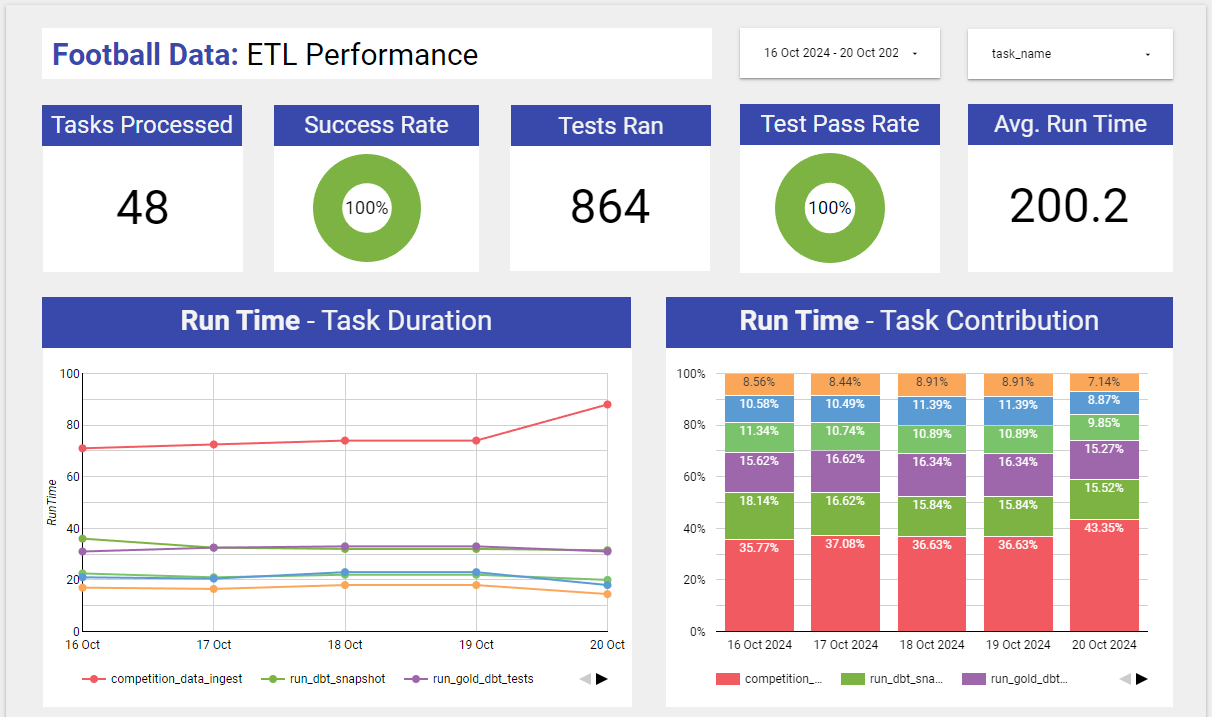 Football Data: ETL Performance
16 Oct 2024 - 20 Oct 202
task_name
Tasks Processed
48
Success Rate
100%
Tests Ran
864
Test Pass Rate
100%
Avg. Run Time
200.2
Run Time - Task Duration
RunTime
100
80
60
40
20
0
16 Oct
17 Oct
18 Oct
19 Oct
20 Oct
competition_data_ingest
run_dbt_snapshot
run_gold_dbt_tests
Run Time - Task Contribution
100%
80%
60%
40%
20%
0%
8.56%
10.58%
11.34%
15.62%
18.14%
35.77%
8.44%
10.49%
10.74%
16.62%
16.62%
37.08%
8.91%
11.39%
10.89%
16.34%
15.84%
36.63%
8.91%
11.39%
10.89%
16.34%
15.84%
36.63%
7.14%
8.87%
9.85%
15.27%
15.52%
43.35%
16 Oct 2024
17 Oct 2024
18 Oct 2024
19 Oct 2024
20 Oct 2024
competition_...
run_dbt_sna...
run_gold_dbt...